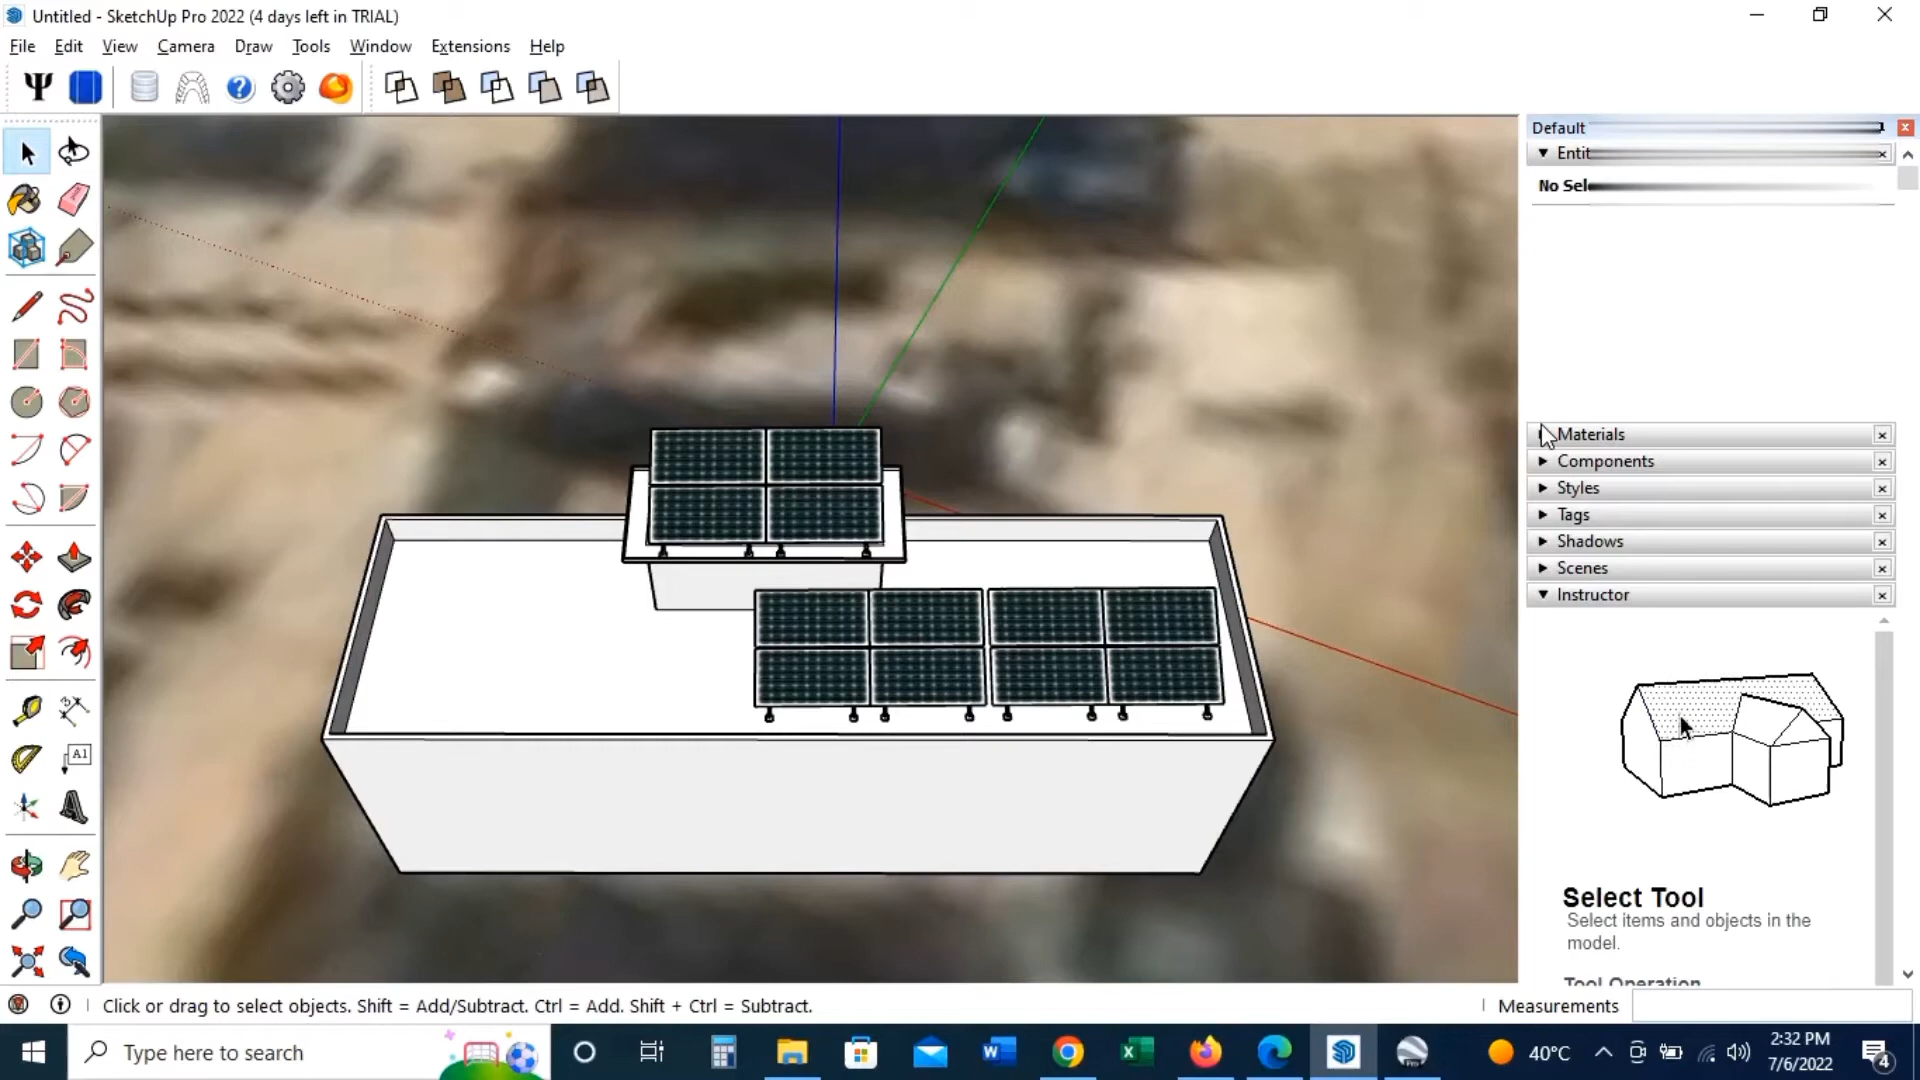 Untitled - SketchUp Pro 2022 (4 days left in TRIAL)
File Edit View Camera Draw Tools Window Extensions Help
Default
Entit
No Sel
Materials
Components
Styles
Tags
Shadows
Scenes
Instructor
A1
Select Tool
Select items and objects in the
model.
Tool Operation
Click or drag to select objects. Shift = Add/Subtract. Ctrl = Add. Shift + Ctrl = Subtract.
Measurements
Type here to search
40°C
2:32 PM
7/6/2022
4